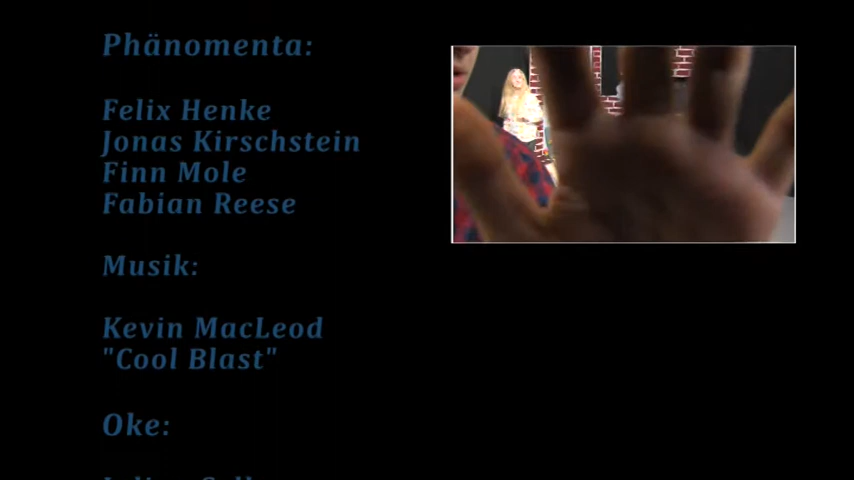 Phänomenta:
Felix Henke
Jonas Kirschstein
Finn Mole
Fabian Reese
Musik:
Kevin MacLeod
"Cool Blast"
Oke: